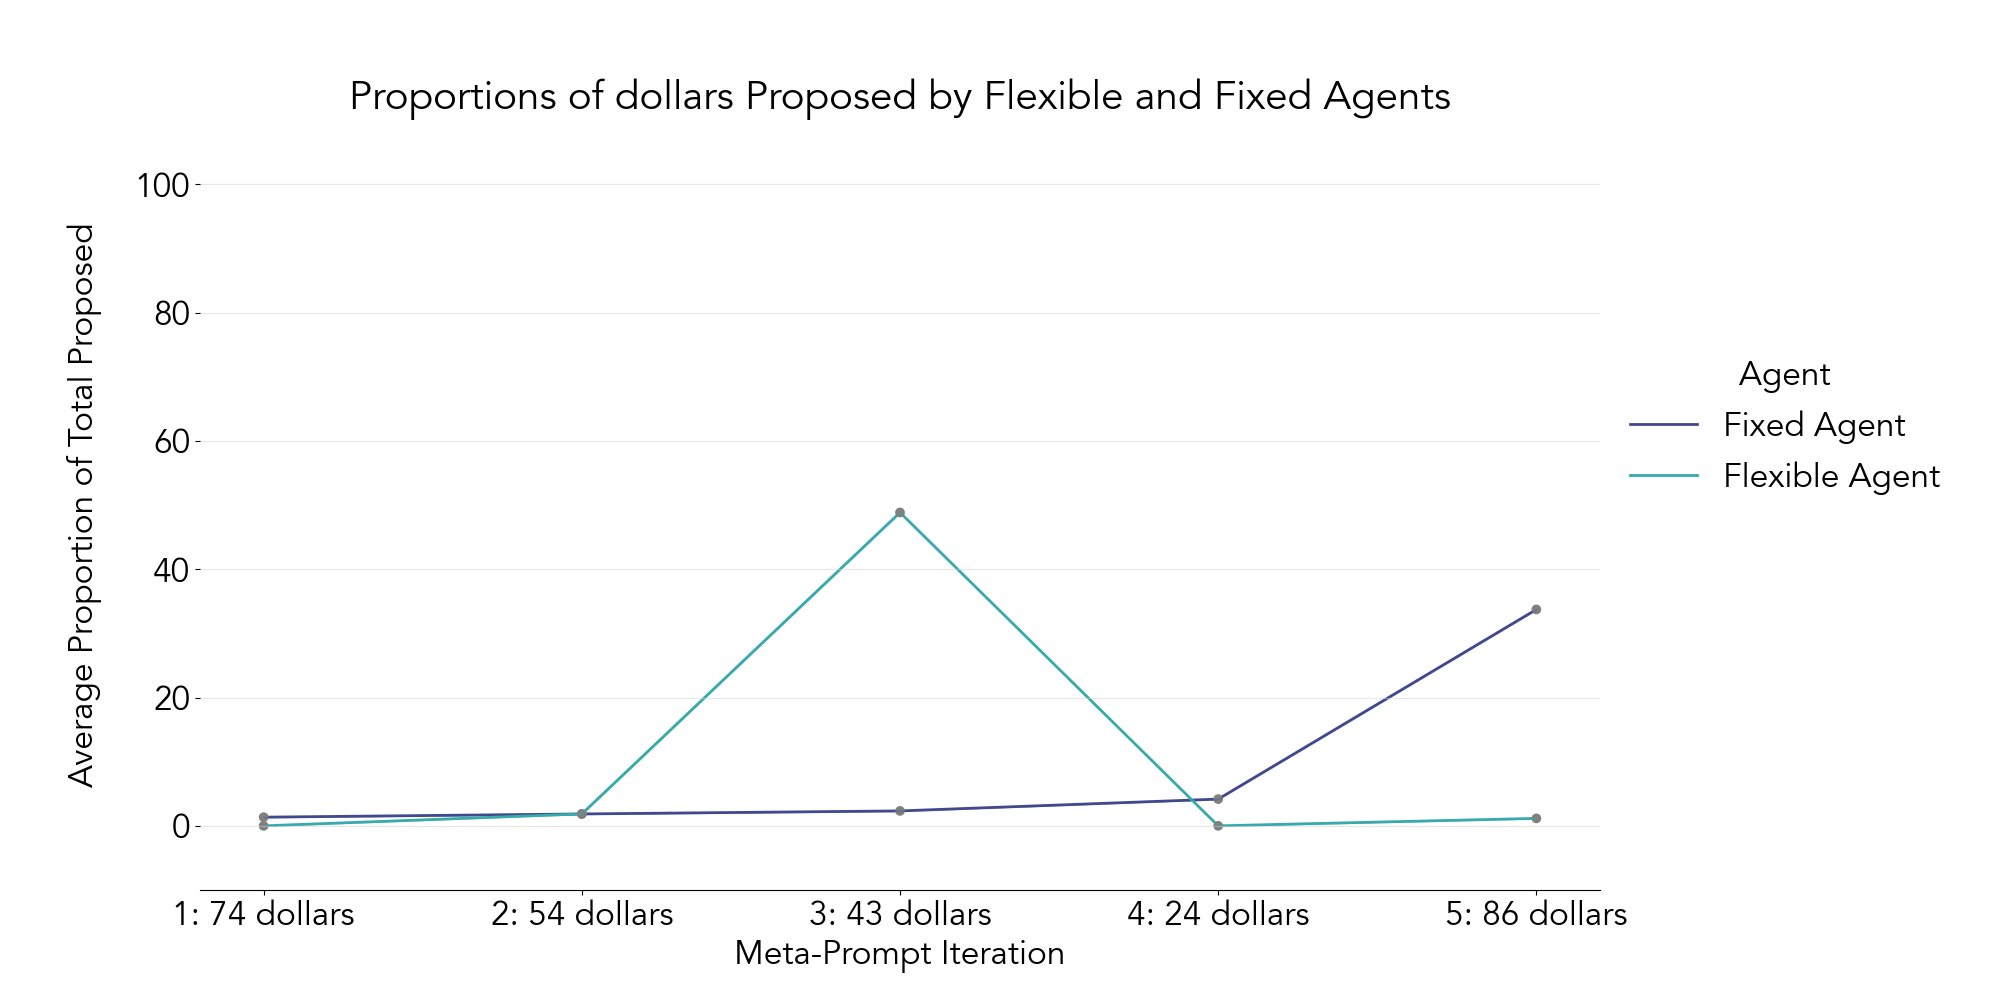 Proportions of dollars Proposed by Flexible and Fixed Agents
Average Proportion of Total Proposed
100
80
60
40
20
0
1: 74 dollars
2: 54 dollars
3: 43 dollars
4: 24 dollars
5: 86 dollars
Meta-Prompt Iteration
Agent
Fixed Agent
Flexible Agent